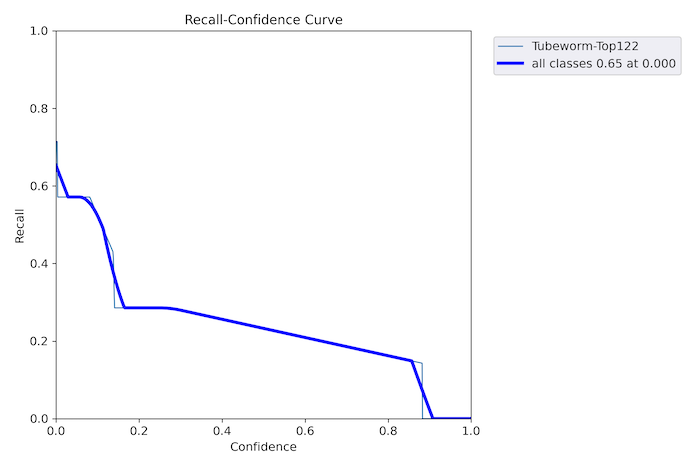 Recall-Confidence Curve
1.0
0.8
0.6
0.4
0.2
0.0
Recall
0.0 0.2 0.4 0.6 0.8 1.0
Confidence
Tubeworm-Top122
all classes 0.65 at 0.000